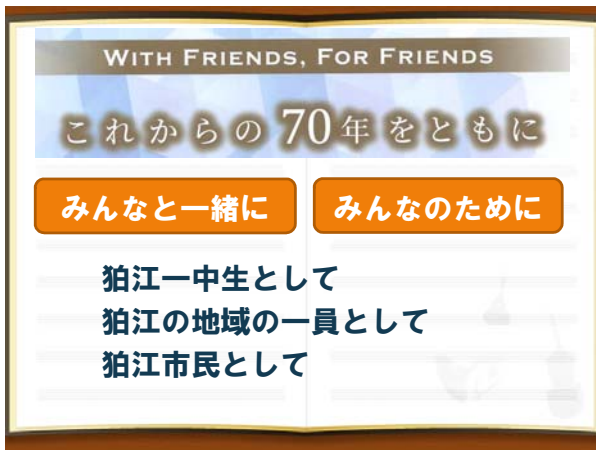 WITH FRIENDS, FOR FRIENDS
これからの70年をともに
みんなと一緒に
みんなのために
狛江一中生として
狛江の地域の一員として
狛江市民として